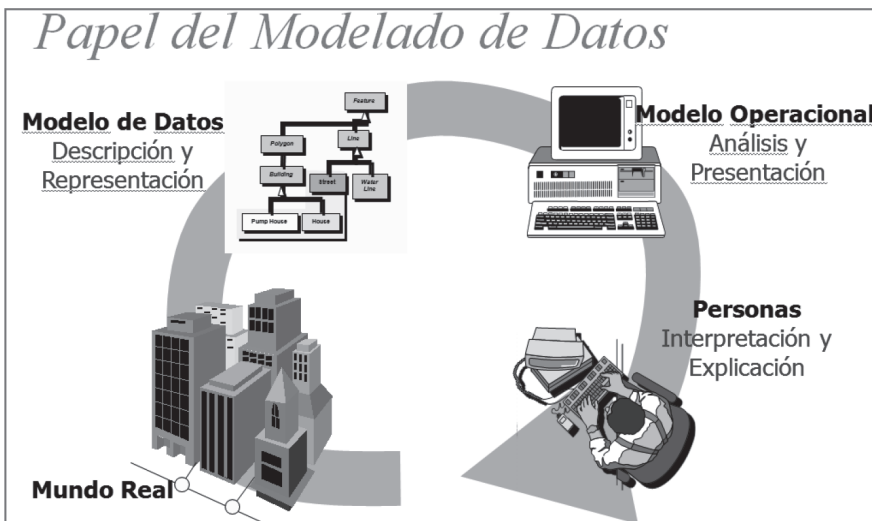 Papel del Modelado de Datos
Modelo de Datos
Descripción y
Representación
Feature
Polygon
Line
Building
Street
Water
Line
Pump House
House
Modelo Operacional
Análisis y
Presentación
Personas
Interpretación y
Explicación
Mundo Real